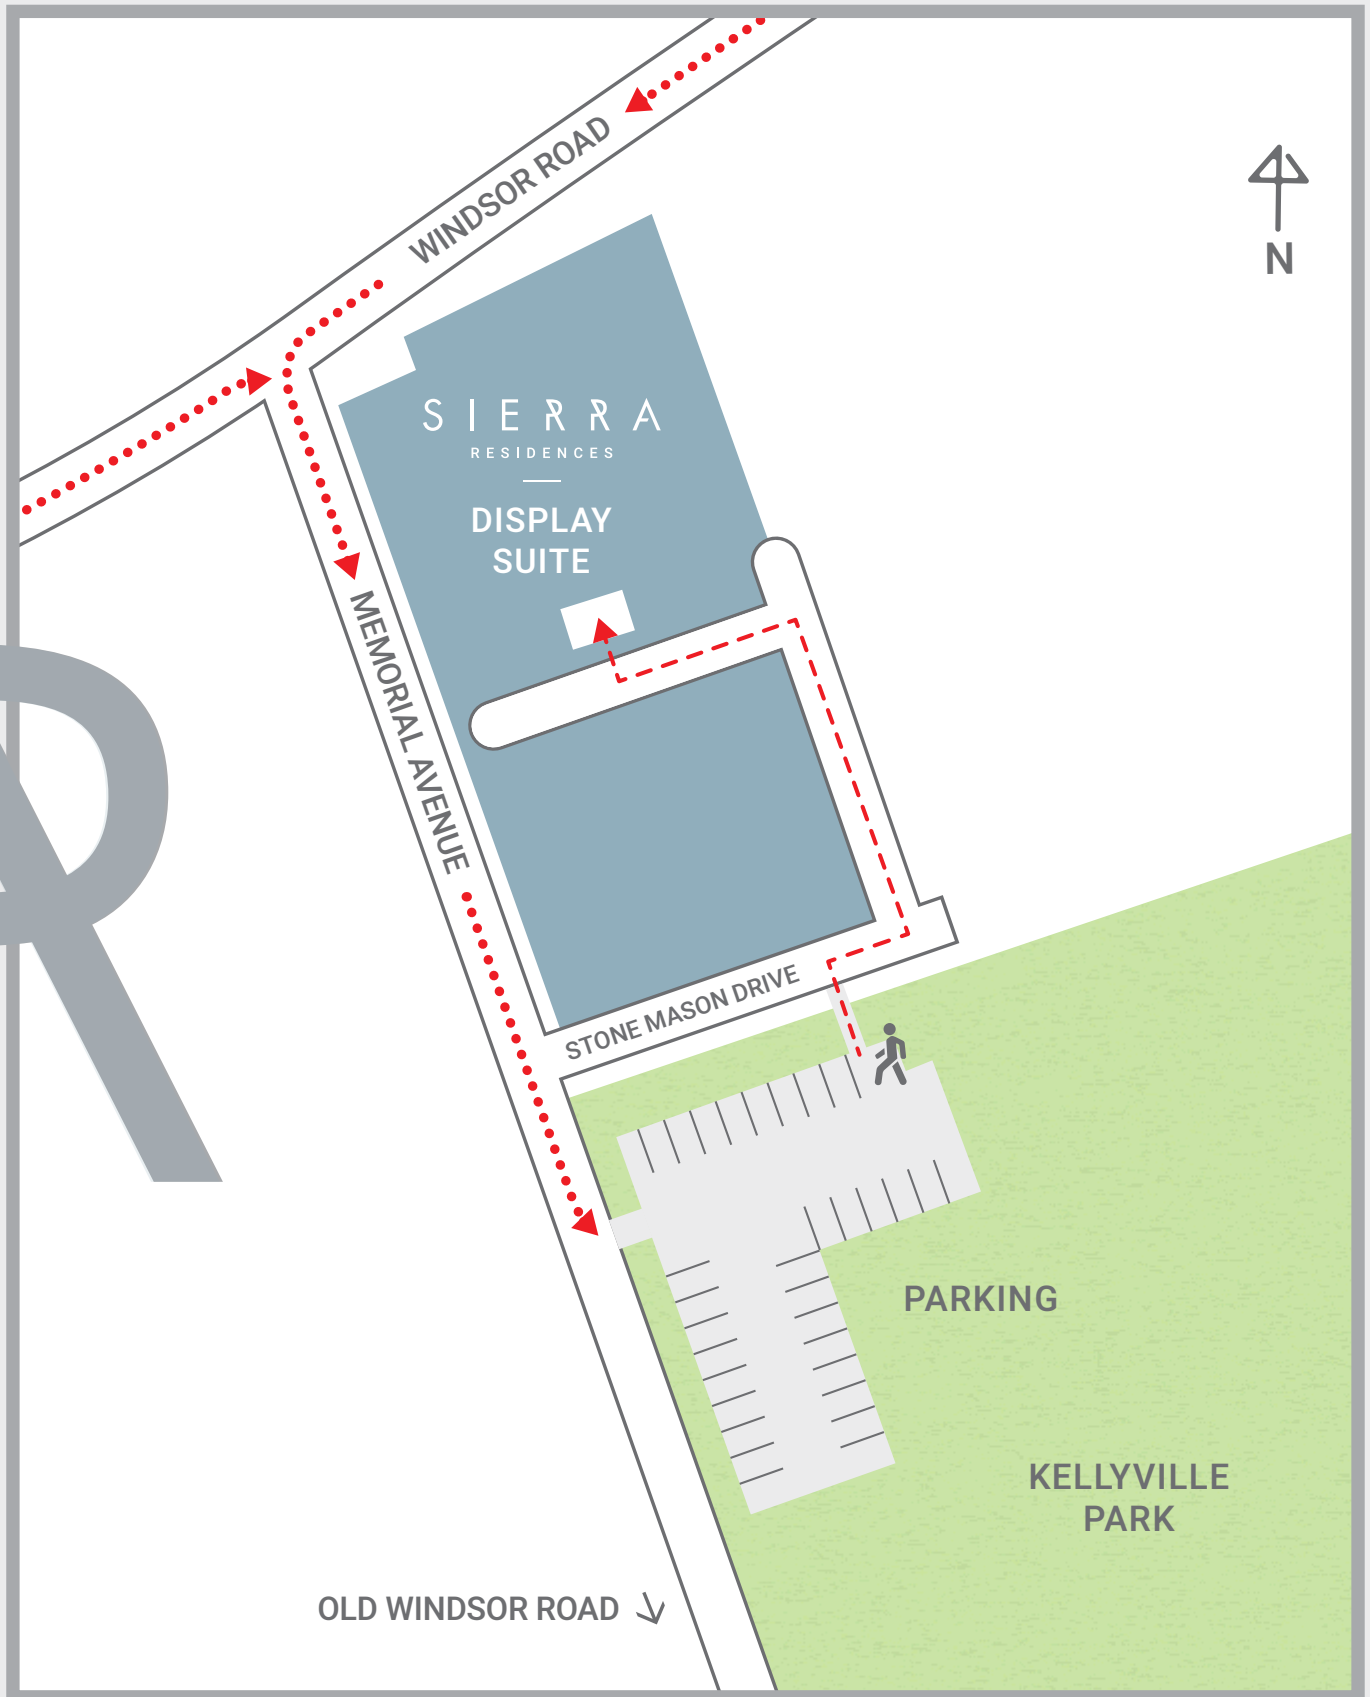 WINDSOR ROAD
N
SIERRA
RESIDENCES
DISPLAY
SUITE
MEMORIAL AVENUE
STONE MASON DRIVE
PARKING
KELLYVILLE
PARK
OLD WINDSOR ROAD